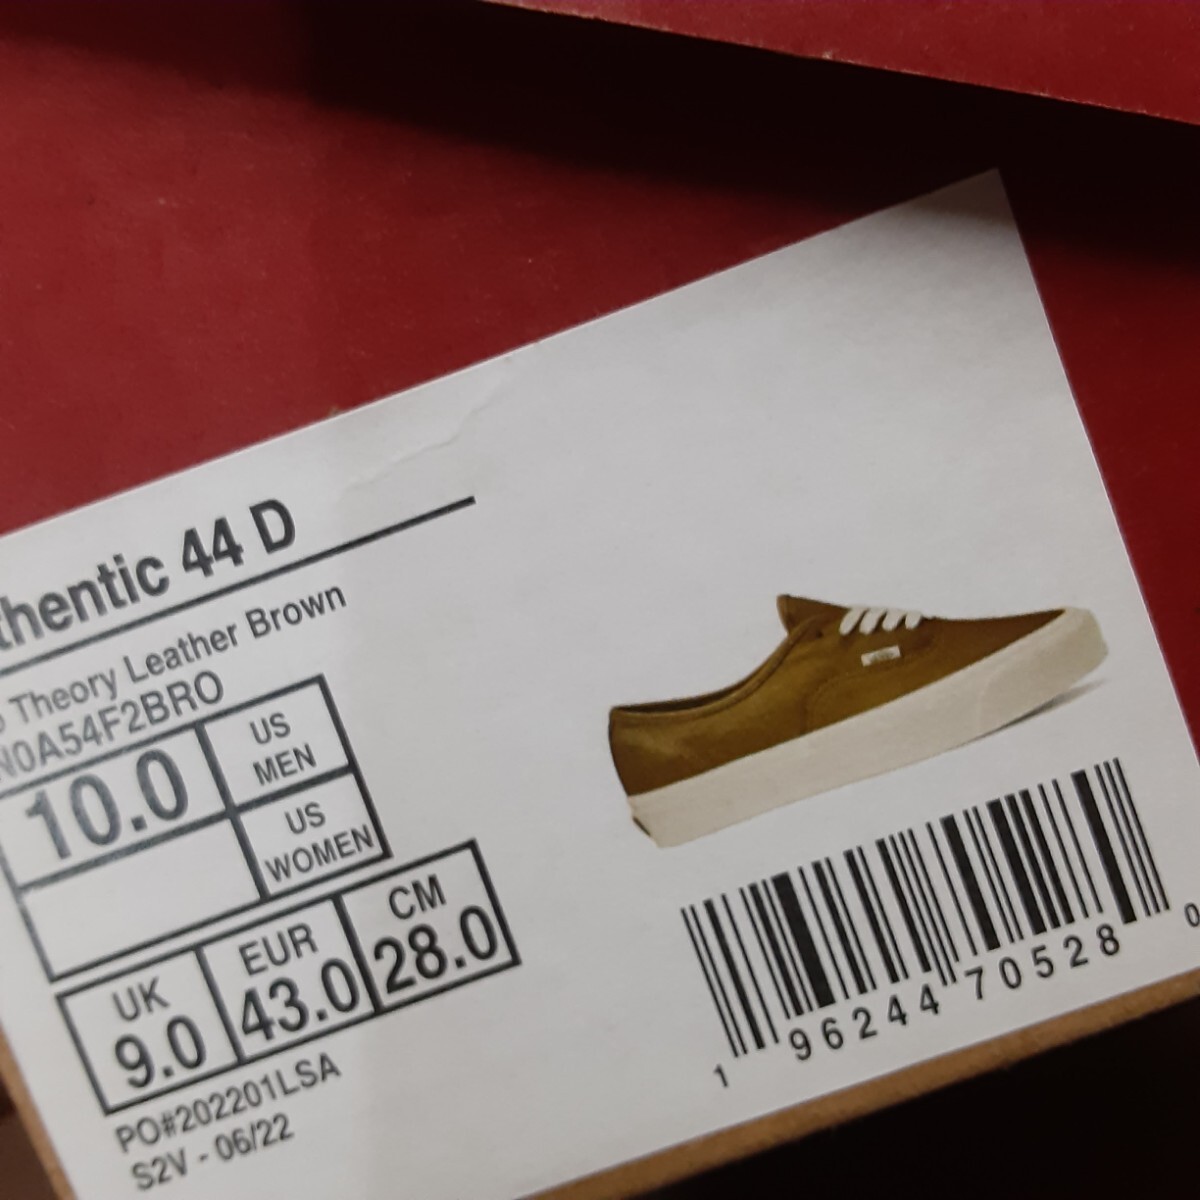 thentic 44 D
Theory Leather Brown
N0A54F2BRO
10.0
US
MEN
US
WOMEN
UK
9.0
EUR
43.0
CM
28.0
PO#202201LSA
S2V - 06/22
1 96244 70528 0